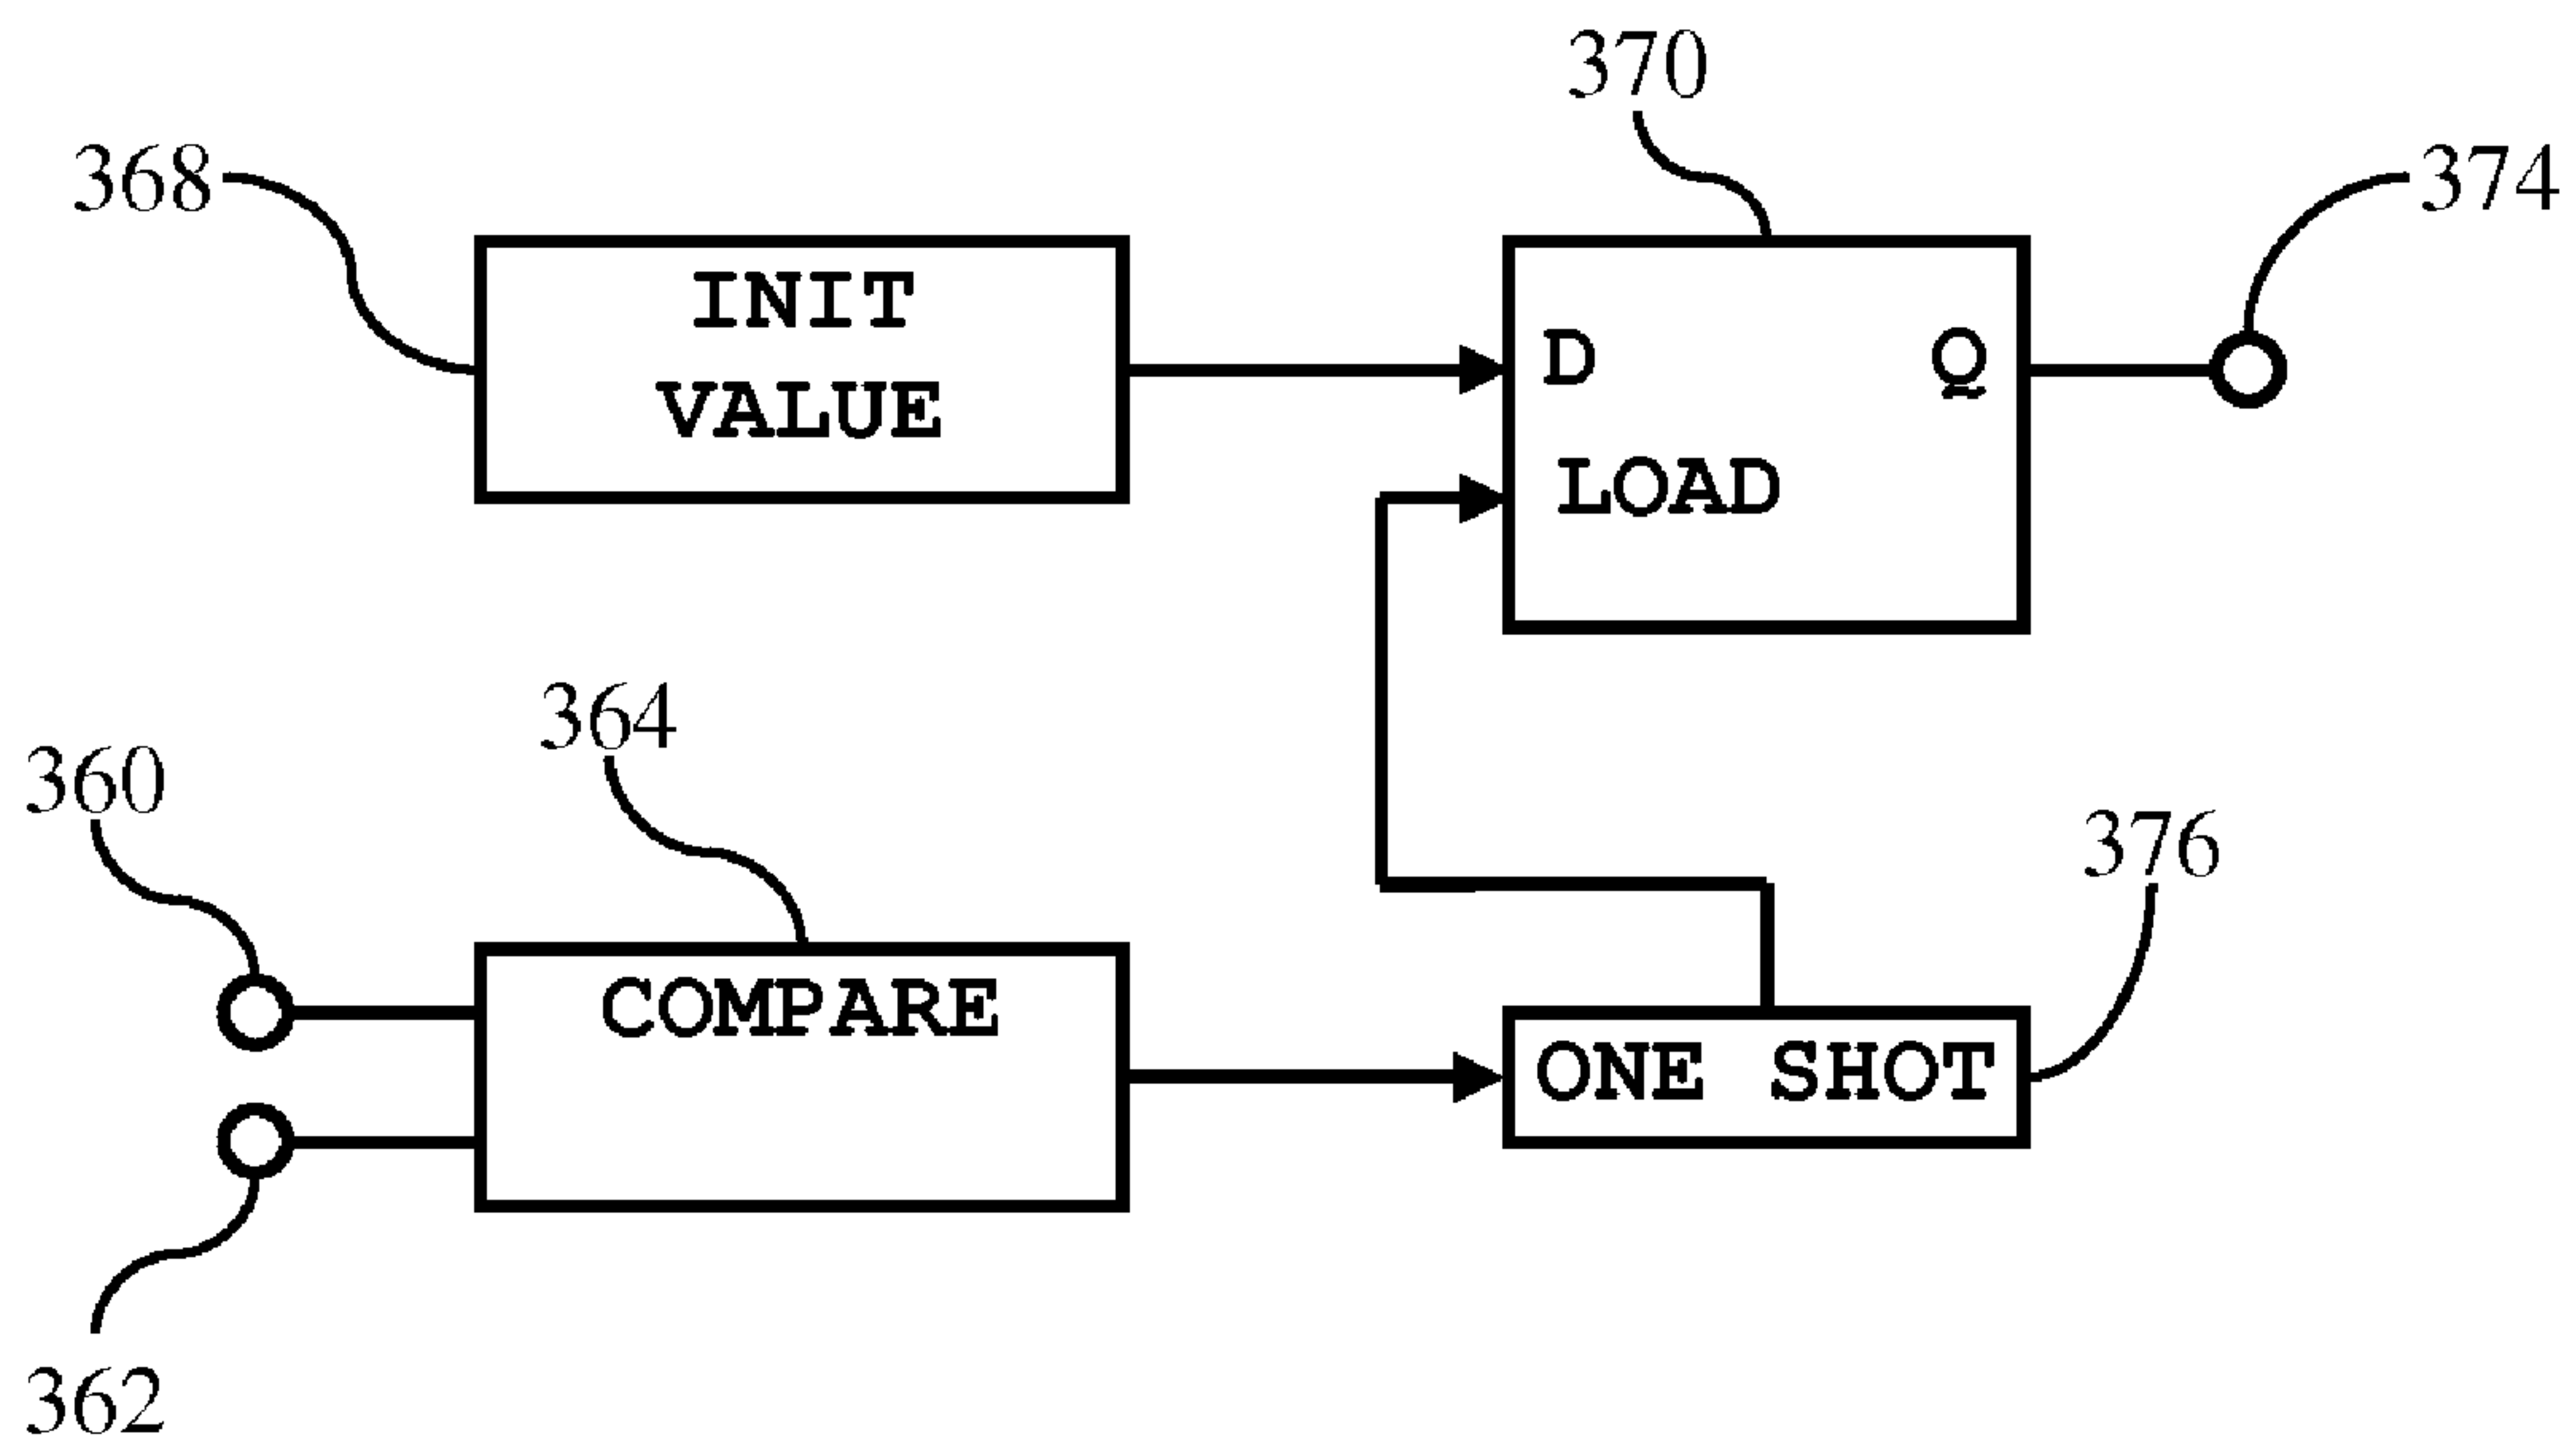 370
368
374
INIT
VALUE
D
Q
LOAD
364
360
376
COMPARE
ONE SHOT
362